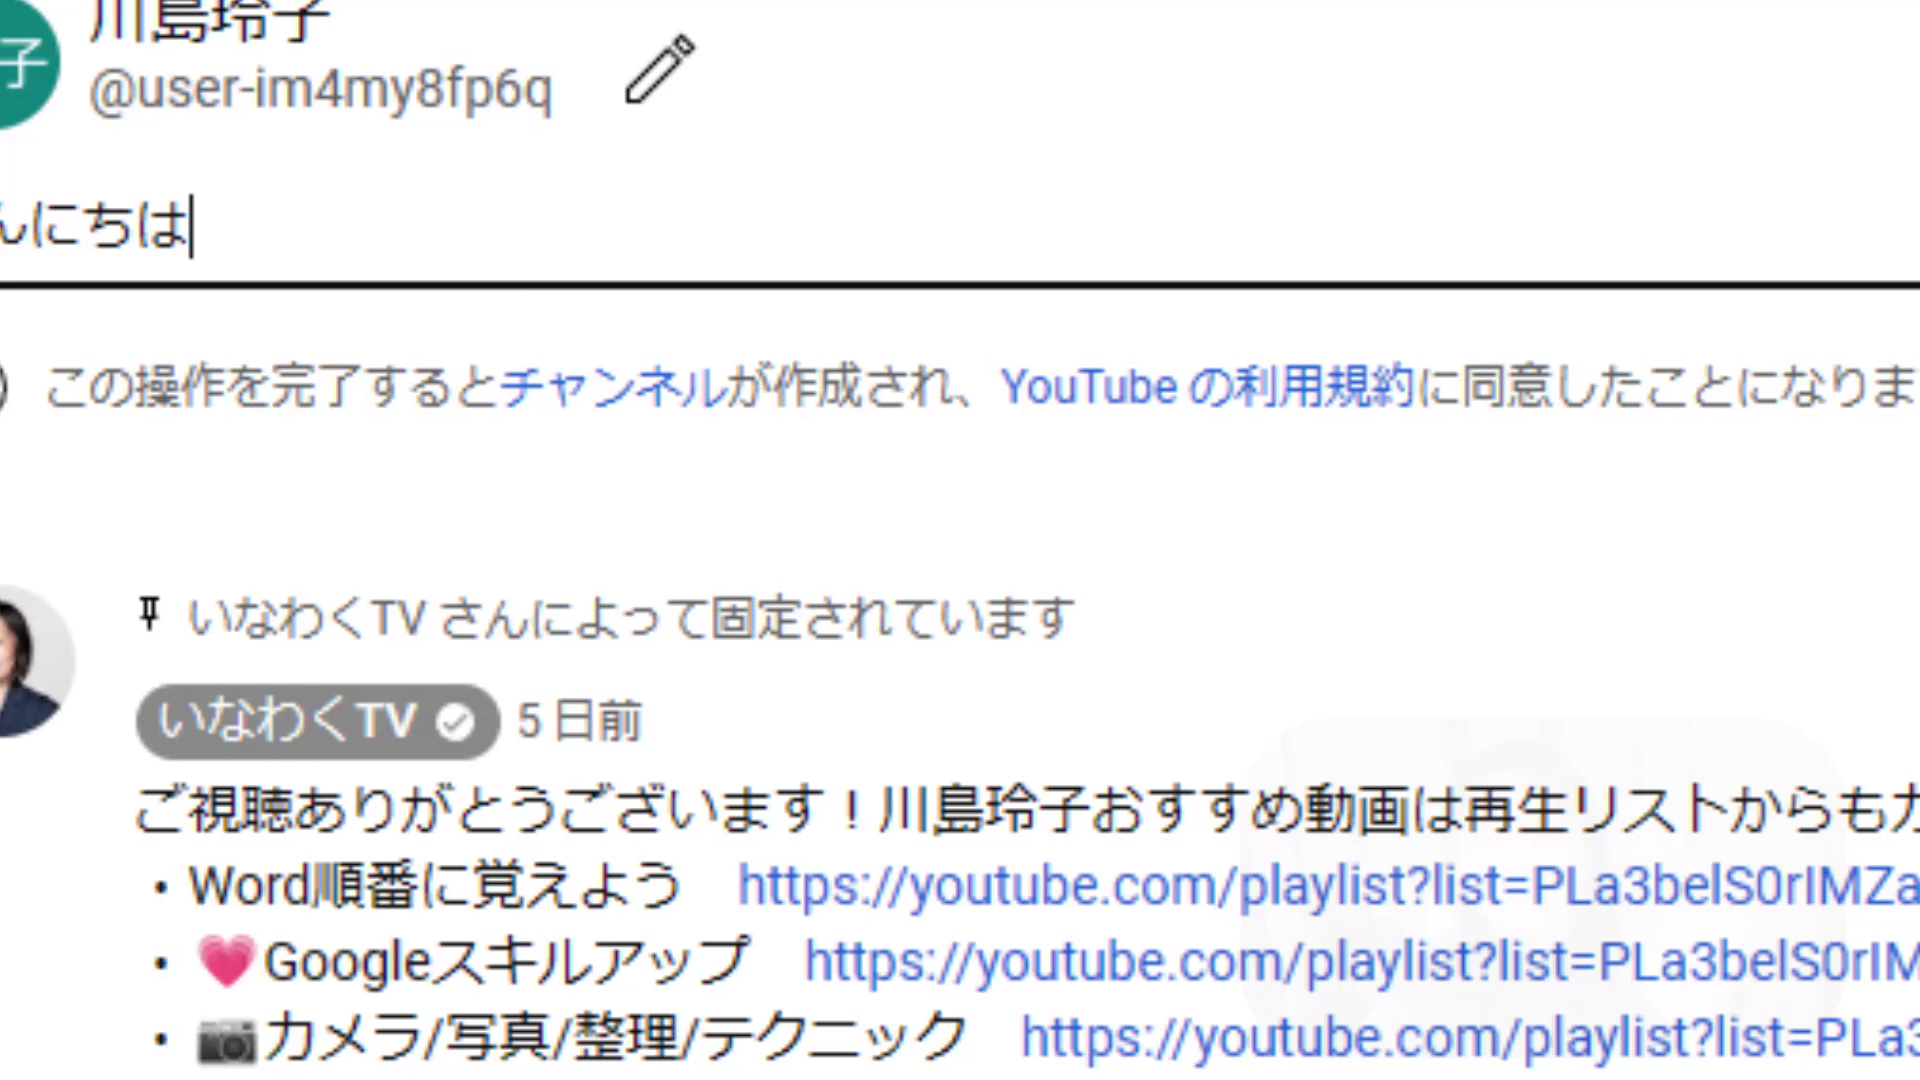 川島玲子
子
@user-im4my8fp6q
んにちは
この操作を完了するとチャンネルが作成され、YouTube の利用規約に同意したことになりま
いなわくTV さんによって固定されています
いなわくTV 5 日前
ご視聴ありがとうございます！川島玲子おすすめ動画は再生リストからも
・Word順番に覚えよう https://youtube.com/playlist?list=PLa3belS0rIMZa
・💗Googleスキルアップ https://youtube.com/playlist?list=PLa3belS0rIM
・📷カメラ/写真/整理/テクニック https://youtube.com/playlist?list=PLa3